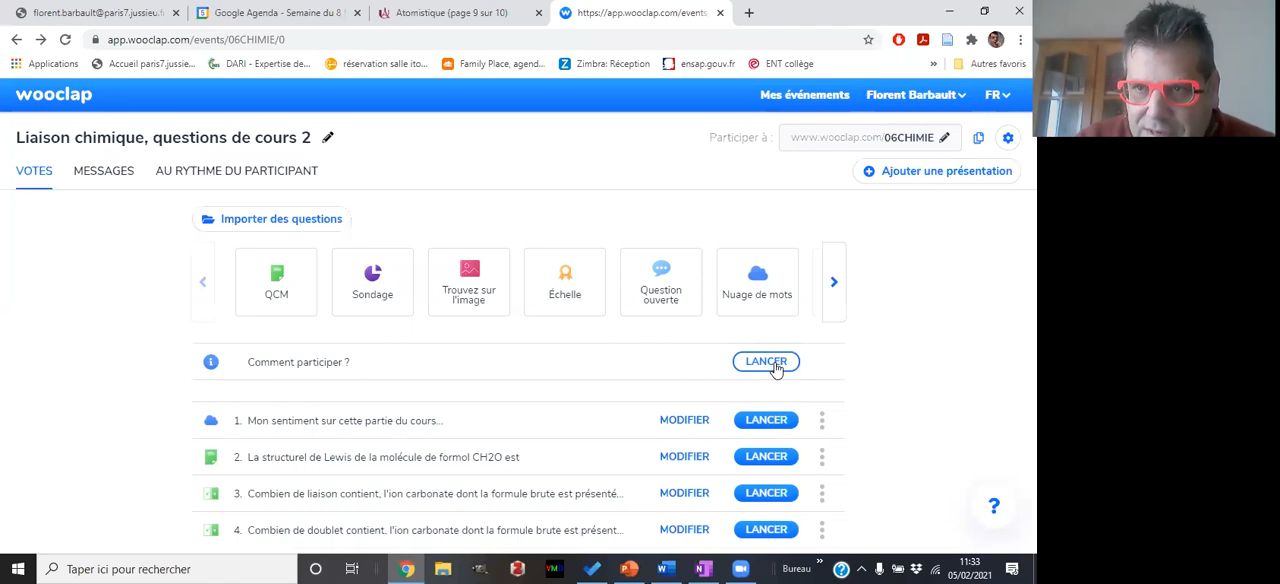 florent.barbault@paris7.jussieu.f
Google Agenda - Semaine du 8
Atomistique (page 9 sur 10)
https://app.wooclap.com/events
app.wooclap.com/events/06CHIMIE/0
Applications
Accueil paris7.jussie...
DARI - Expertise de...
réservation salle ito...
Family Place, agend...
Zimbra: Réception
ensap.gouv.fr
ENT collège
»
Autres favoris
wooclap
Mes événements
Florent Barbault
FR
Liaison chimique, questions de cours 2
Participer à :
www.wooclap.com/06CHIMIE
VOTES
MESSAGES
AU RYTHME DU PARTICIPANT
Ajouter une présentation
Importer des questions
QCM
Sondage
Trouvez sur
l'image
Échelle
Question
ouverte
Nuage de mots
Comment participer ?
LANCER
1. Mon sentiment sur cette partie du cours...
MODIFIER
LANCER
2. La structurel de Lewis de la molécule de formol CH2O est
MODIFIER
LANCER
3. Combien de liaison contient, l'ion carbonate dont la formule brute est présenté...
MODIFIER
LANCER
4. Combien de doublet contient, l'ion carbonate dont la formule brute est présent...
MODIFIER
LANCER
?
Taper ici pour rechercher
Bureau
»
11:33
05/02/2021